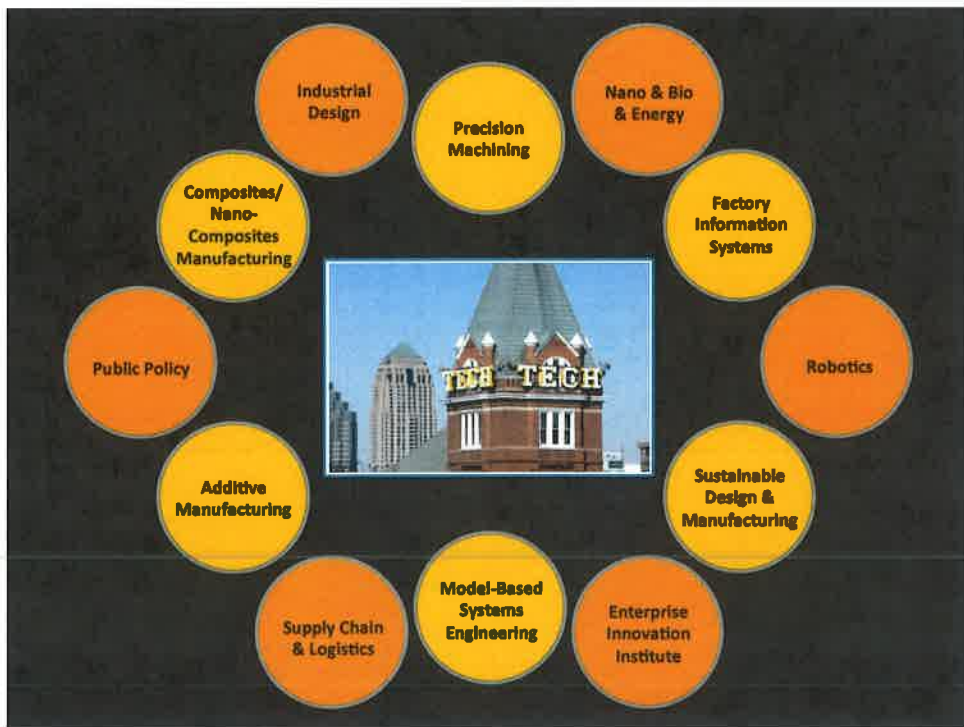 Industrial
Design
Precision
Machining
Nano & Bio
& Energy
Composites/
Nano-
Composites
Manufacturing
Factory
Information
Systems
TECH TECH
Public Policy
Robotics
Additive
Manufacturing
Sustainable
Design &
Manufacturing
Supply Chain
& Logistics
Model-Based
Systems
Engineering
Enterprise
Innovation
Institute